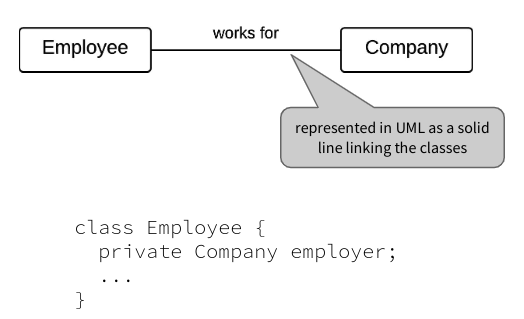 works for
Employee
Company
represented in UML as a solid
line linking the classes
class Employee {
  private Company employer;
  ...
}